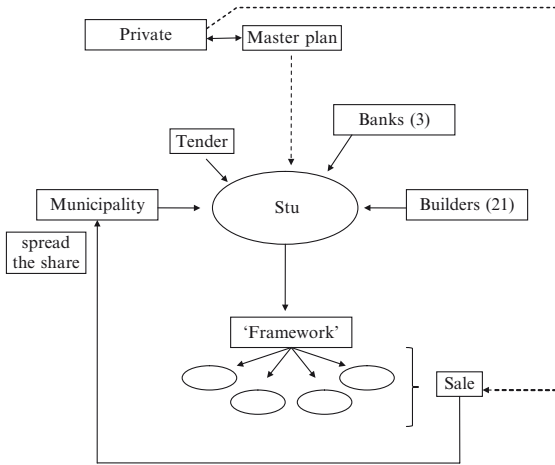 Private
Master plan
Banks (3)
Tender
Municipality
Stu
Builders (21)
spread
the share
‘Framework’
Sale